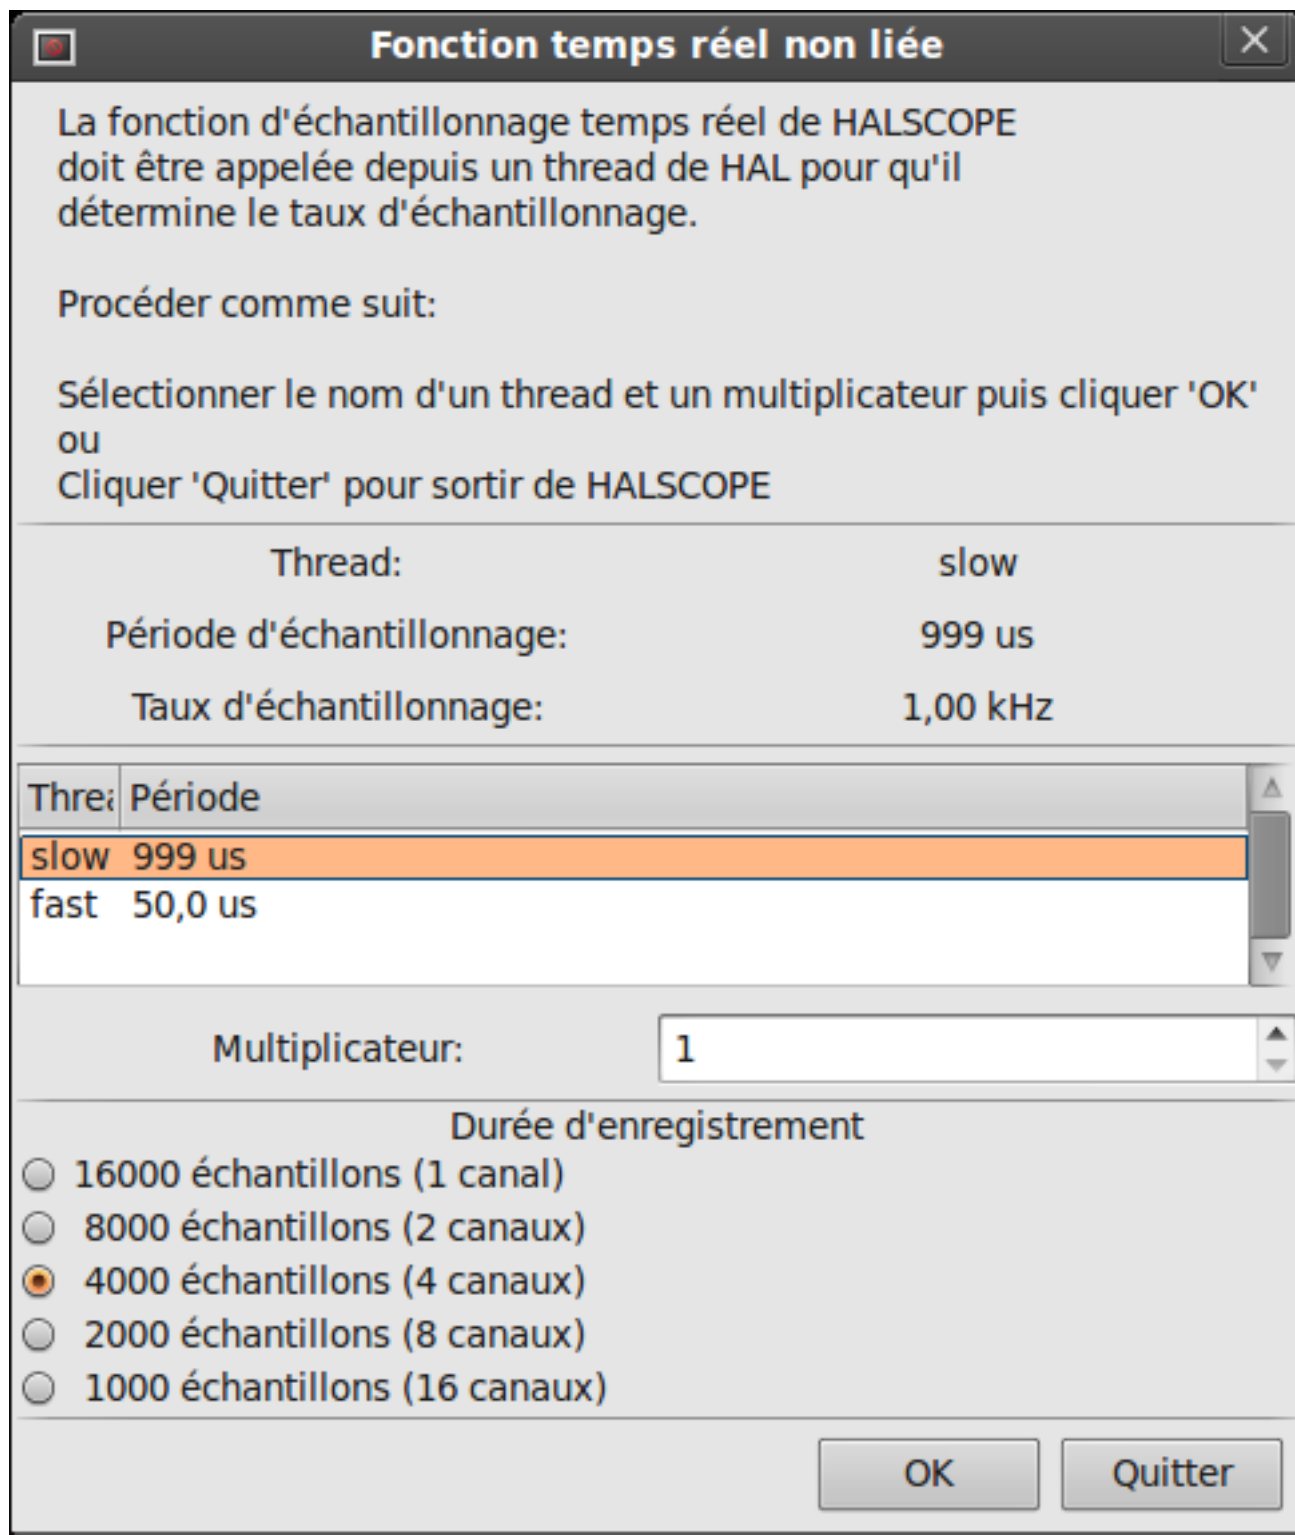 Fonction temps réel non liée
La fonction d'échantillonnage temps réel de HALSCOPE
doit être appelée depuis un thread de HAL pour qu'il
détermine le taux d'échantillonnage.
Procéder comme suit:
Sélectionner le nom d'un thread et un multiplicateur puis cliquer 'OK'
ou
Cliquer 'Quitter' pour sortir de HALSCOPE
Thread: slow
Période d'échantillonnage: 999 us
Taux d'échantillonnage: 1,00 kHz
Threa Période
slow 999 us
fast 50,0 us
Multiplicateur: 1
Durée d'enregistrement
16000 échantillons (1 canal)
8000 échantillons (2 canaux)
4000 échantillons (4 canaux)
2000 échantillons (8 canaux)
1000 échantillons (16 canaux)
OK Quitter